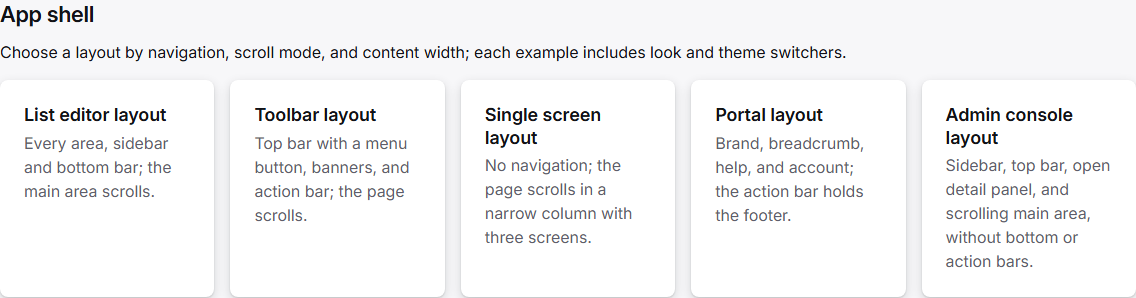 App shell
Choose a layout by navigation, scroll mode, and content width; each example includes look and theme switchers.
List editor layout
Every area, sidebar
and bottom bar; the
main area scrolls.
Toolbar layout
Top bar with a menu
button, banners, and
action bar; the page
scrolls.
Single screen
layout
No navigation; the
page scrolls in a
narrow column with
three screens.
Portal layout
Brand, breadcrumb,
help, and account;
the action bar holds
the footer.
Admin console
layout
Sidebar, top bar, open
detail panel, and
scrolling main area,
without bottom or
action bars.